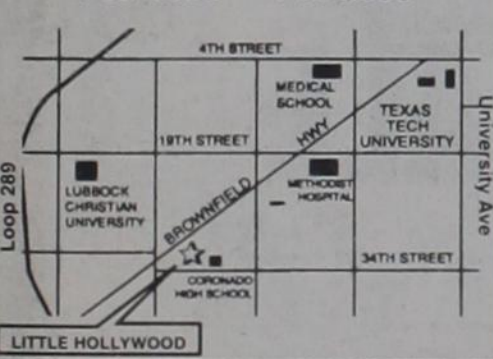 4TH STREET
MEDICAL
SCHOOL
TEXAS
TECH
UNIVERSITY
University Ave
19TH STREET
HWY
Loop 289
LUBBOCK
CHRISTIAN
UNIVERSITY
METHODIST
HOSPITAL
BROWNFIELD
34TH STREET
CORONADO
HIGH SCHOOL
LITTLE HOLLYWOOD